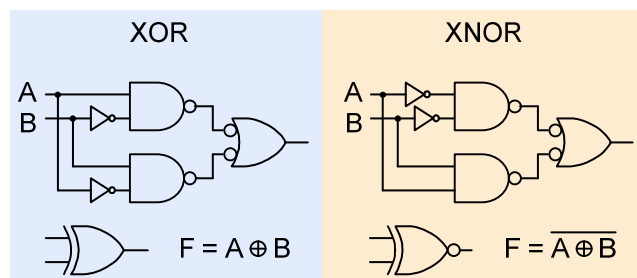 XOR
A
B
F = A ⊕ B
XNOR
A
B
F = A̅ ̅⊕̅ ̅B̅